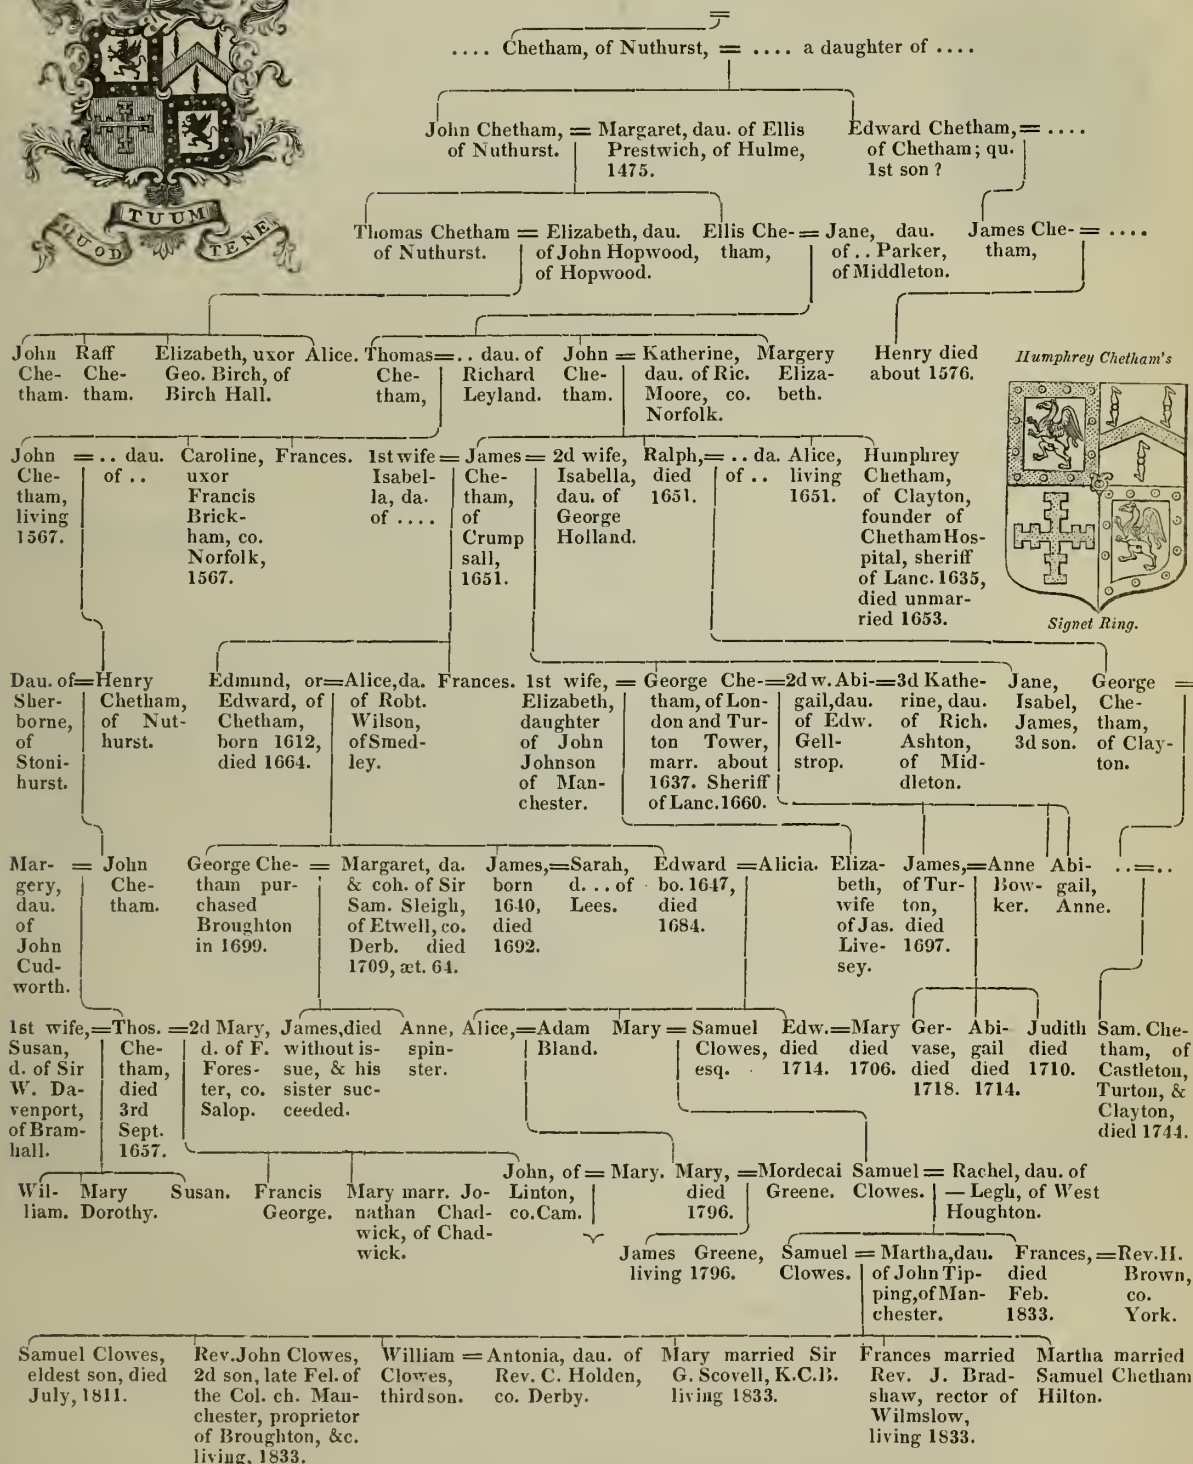 .... Chetham, of Nuthurst, = .... a daughter of ....
John Chetham, = Margaret, dau. of Ellis
of Nuthurst. Prestwich, of Hulme,
1475.
Edward Chetham, = ....
of Chetham; qu.
1st son ?
QUOD TUUM TENE
Thomas Chetham = Elizabeth, dau.
of Nuthurst. of John Hopwood,
of Hopwood.
Ellis Che- = Jane, dau.
tham, of .. Parker,
of Middleton.
James Che- = ....
tham,
John
Che-
tham.
Raff
Che-
tham.
Elizabeth, uxor
Geo. Birch, of
Birch Hall.
Alice.
Thomas = .. dau. of
Che- Richard
tham, Leyland.
John = Katherine,
Che- dau. of Ric.
tham. Moore, co.
Norfolk.
Margery
Eliza-
beth.
Henry died
about 1576.
Humphrey Chetham's
Signet Ring.
John = .. dau.
Che- of ..
tham,
living
1567.
Caroline,
uxor
Francis
Brick-
ham, co.
Norfolk,
1567.
Frances.
1st wife =
Isabel-
la, da.
of ....
James =
Che-
tham,
of
Crump
sall,
1651.
2d wife,
Isabella,
dau. of
George
Holland.
Ralph, = .. da.
died of ..
1651.
Alice,
living
1651.
Humphrey
Chetham,
of Clayton,
founder of
Chetham Hos-
pital, sheriff
of Lanc. 1635,
died unmar-
ried 1653.
Dau. of =
Sher-
borne,
of
Stoni-
hurst.
Henry
Chetham,
of Nut-
hurst.
Edmund, or =
Edward, of
Chetham,
born 1612,
died 1664.
Alice, da.
of Robt.
Wilson,
of Smed-
ley.
Frances.
1st wife, =
Elizabeth,
daughter
of John
Johnson
of Man-
chester.
George Che- =
tham, of Lon-
don and Tur-
ton Tower,
marr. about
1637. Sheriff
of Lanc. 1660.
2d w. Abi- =
gail, dau.
of Edw.
Gell-
strop.
3d Kathe-
rine, dau.
of Rich.
Ashton,
of Mid-
dleton.
Jane,
Isabel,
James,
3d son.
George =
Che-
tham,
of Clay-
ton.
Mar- =
gery,
dau.
of
John
Cud-
worth.
John
Che-
tham.
George Che- =
tham pur-
chased
Broughton
in 1699.
Margaret, da.
& coh. of Sir
Sam. Sleigh,
of Etwell, co.
Derb. died
1709, æt. 64.
James, =
born
1640,
died
1692.
Sarah,
d. .. of
Lees.
Edward = Alicia.
bo. 1647,
died
1684.
Eliza-
beth,
wife
of Jas.
Live-
sey.
James, =
of Tur-
ton,
died
1697.
Anne
Bow-
ker.
Abi-
gail,
Anne.
.. = ..
1st wife, =
Susan,
d. of Sir
W. Da-
venport,
of Bram-
hall.
Thos. =
Che-
tham,
died
3rd
Sept.
1657.
2d Mary,
d. of F.
Fores-
ter, co.
Salop.
James, died
without is-
sue, & his
sister suc-
ceeded.
Anne,
spin-
ster.
Alice, = Adam
Bland.
Mary = Samuel
Clowes,
esq.
Edw. =
died
1714.
Mary
died
1706.
Ger-
vase,
died
1718.
Abi-
gail
died
1714.
Judith
died
1710.
Sam. Che-
tham, of
Castleton,
Turton, &
Clayton,
died 1744.
Wil-
liam.
Mary
Dorothy.
Susan.
Francis
George.
Mary marr. Jo-
nathan Chad-
wick, of Chad-
wick.
John, of = Mary.
Linton,
co. Cam.
Mary, = Mordecai
died Greene.
1796.
Samuel = Rachel, dau. of
Clowes. — Legh, of West
Houghton.
James Greene,
living 1796.
Samuel = Martha, dau.
Clowes. of John Tip-
ping, of Man-
chester.
Frances, = Rev. H.
died Brown,
Feb. co.
1833. York.
Samuel Clowes,
eldest son, died
July, 1811.
Rev. John Clowes,
2d son, late Fel. of
the Col. ch. Man-
chester, proprietor
of Broughton, &c.
living, 1833.
William = Antonia, dau. of
Clowes, Rev. C. Holden,
third son. co. Derby.
Mary married Sir
G. Scovell, K.C.B.
living 1833.
Frances married
Rev. J. Brad-
shaw, rector of
Wilmslow,
living 1833.
Martha married
Samuel Chetham
Hilton.